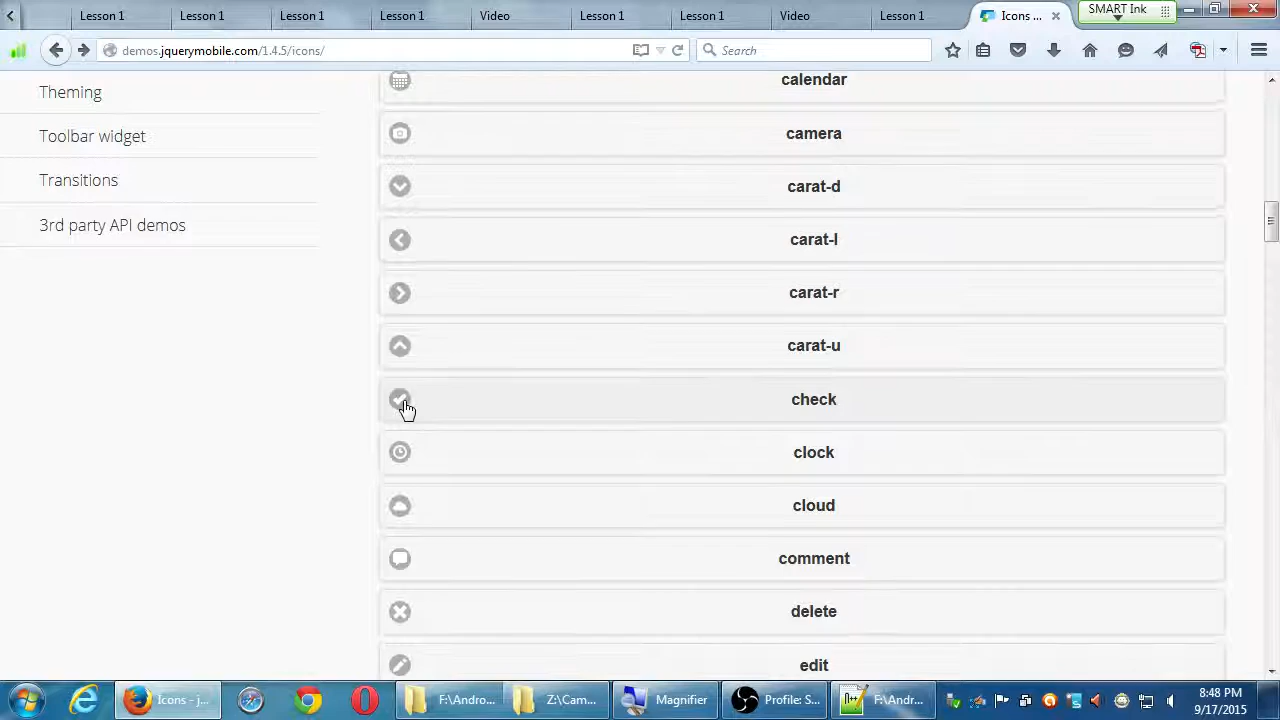 Lesson 1
Lesson 1
Lesson 1
Lesson 1
Video
Lesson 1
Lesson 1
Video
Lesson 1
Icons ...
SMART Ink
demos.jquerymobile.com/1.4.5/icons/
Search
Theming
Toolbar widget
Transitions
3rd party API demos
calendar
camera
carat-d
carat-l
carat-r
carat-u
check
clock
cloud
comment
delete
edit
Icons - j...
F:\Andro...
Z:\Cam...
Magnifier
Profile: S...
F:\Andr...
8:48 PM
9/17/2015